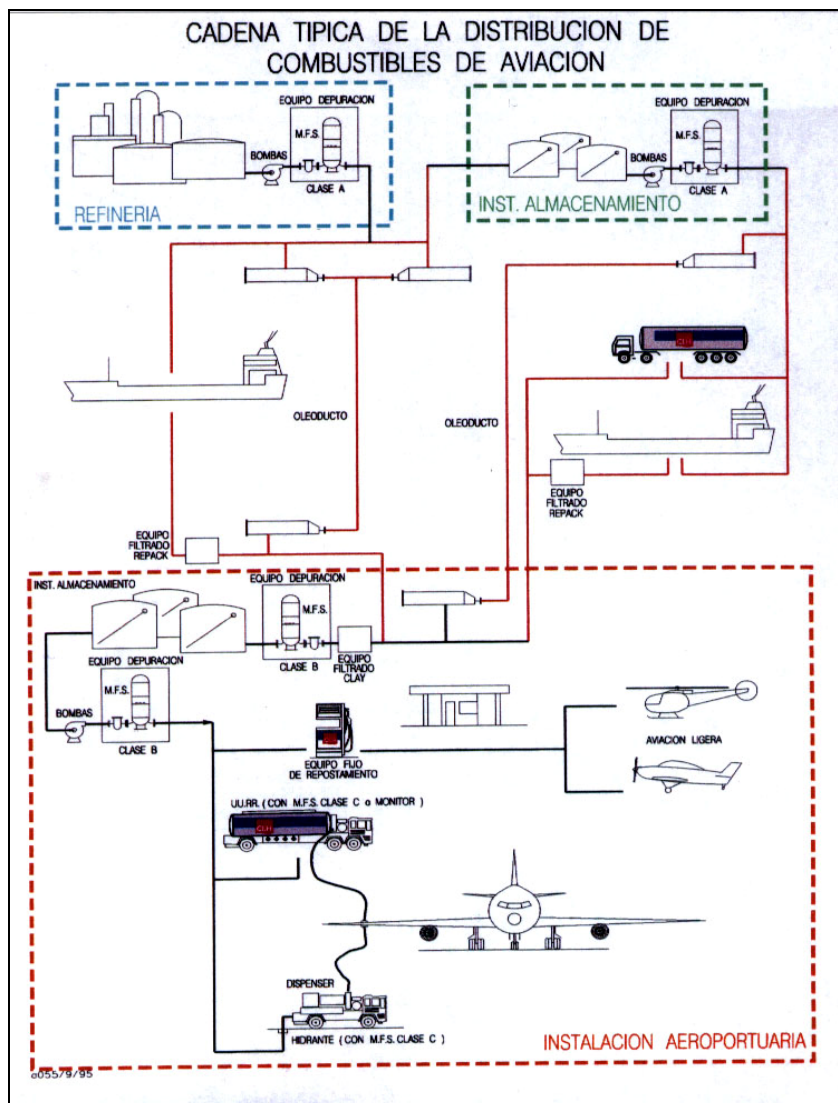 CADENA TIPICA DE LA DISTRIBUCION DE
COMBUSTIBLES DE AVIACION
EQUIPO DEPURACION
M.F.S.
BOMBAS
CLASE A
REFINERIA
EQUIPO DEPURACION
M.F.S.
BOMBAS
CLASE A
INST. ALMACENAMIENTO
OLEODUCTO
OLEODUCTO
EQUIPO
FILTRADO
REPACK
EQUIPO
FILTRADO
REPACK
INST. ALMACENAMIENTO
EQUIPO DEPURACION
M.F.S.
CLASE B
EQUIPO
FILTRADO
CLAY
EQUIPO DEPURACION
M.F.S.
BOMBAS
CLASE B
EQUIPO FIJO
DE REPOSTAMIENTO
AVIACION LIGERA
UU.RR. ( CON M.F.S. CLASE C o MONITOR )
DISPENSER
HIDRANTE ( CON M.F.S. CLASE C )
INSTALACION AEROPORTUARIA
a05579/95